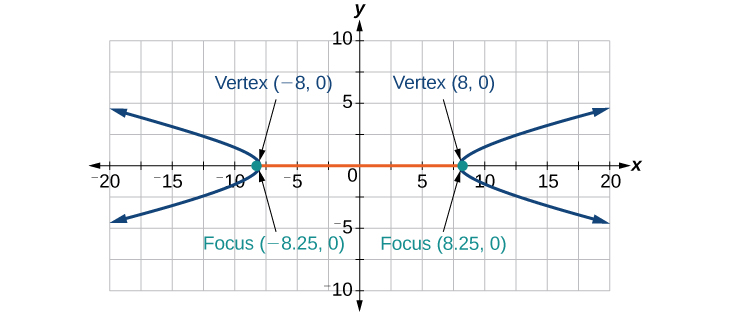 y
10
Vertex (−8, 0)
Vertex (8, 0)
5
x
−20
−15
−10
−5
0
5
10
15
20
−5
Focus (−8.25, 0)
Focus (8.25, 0)
−10